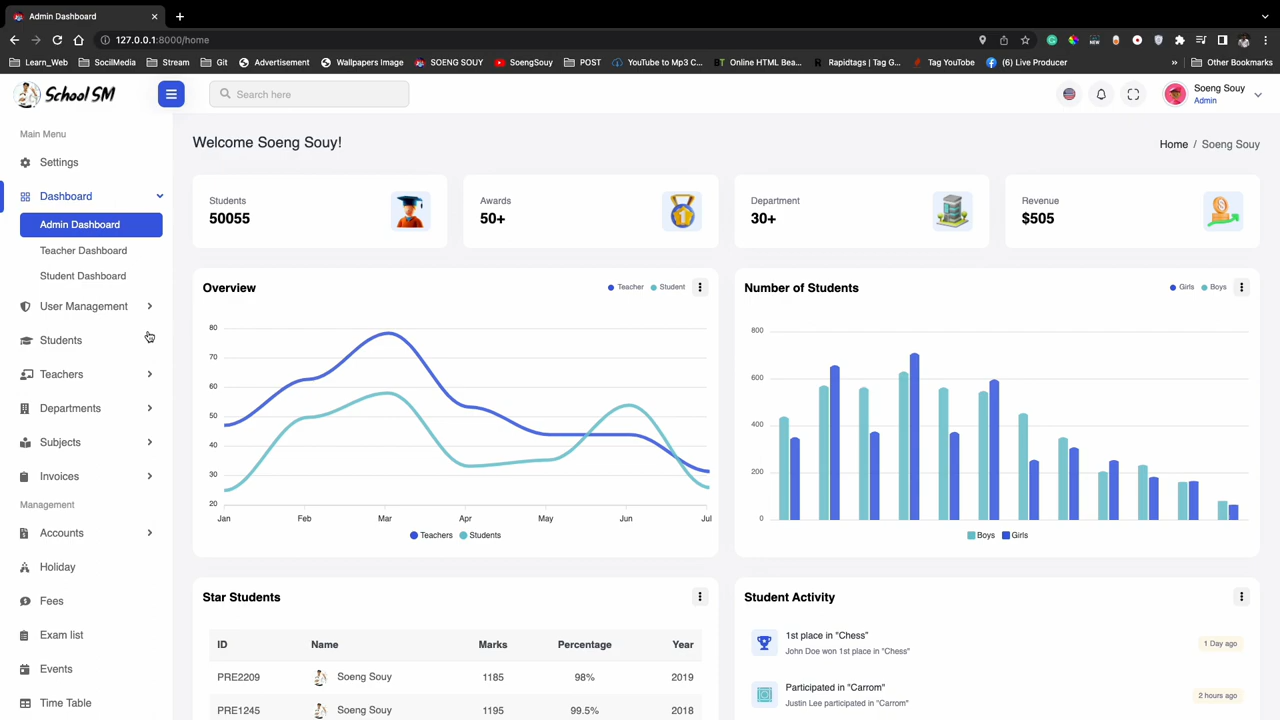 Admin Dashboard
127.0.0.1:8000/home
Learn_Web SocilMedia Stream Git Advertisement Wallpapers Image SOENG SOUY SoengSouy POST YouTube to Mp3 C... Online HTML Bea... Rapidtags | Tag G... Tag YouTube (6) Live Producer » Other Bookmarks
School SM
Search here
Soeng Souy
Admin
Main Menu
Settings
Dashboard
Admin Dashboard
Teacher Dashboard
Student Dashboard
User Management
Students
Teachers
Departments
Subjects
Invoices
Management
Accounts
Holiday
Fees
Exam list
Events
Time Table
Welcome Soeng Souy!
Home / Soeng Souy
Students
50055
Awards
50+
Department
30+
Revenue
$505
Overview
Teacher Student
80
70
60
50
40
30
20
Jan Feb Mar Apr May Jun Jul
Teachers Students
Number of Students
Girls Boys
800
600
400
200
0
Boys Girls
Star Students
ID Name Marks Percentage Year
PRE2209 Soeng Souy 1185 98% 2019
PRE1245 Soeng Souy 1195 99.5% 2018
Student Activity
1st place in "Chess"
John Doe won 1st place in "Chess"
1 Day ago
Participated in "Carrom"
Justin Lee participated in "Carrom"
2 hours ago